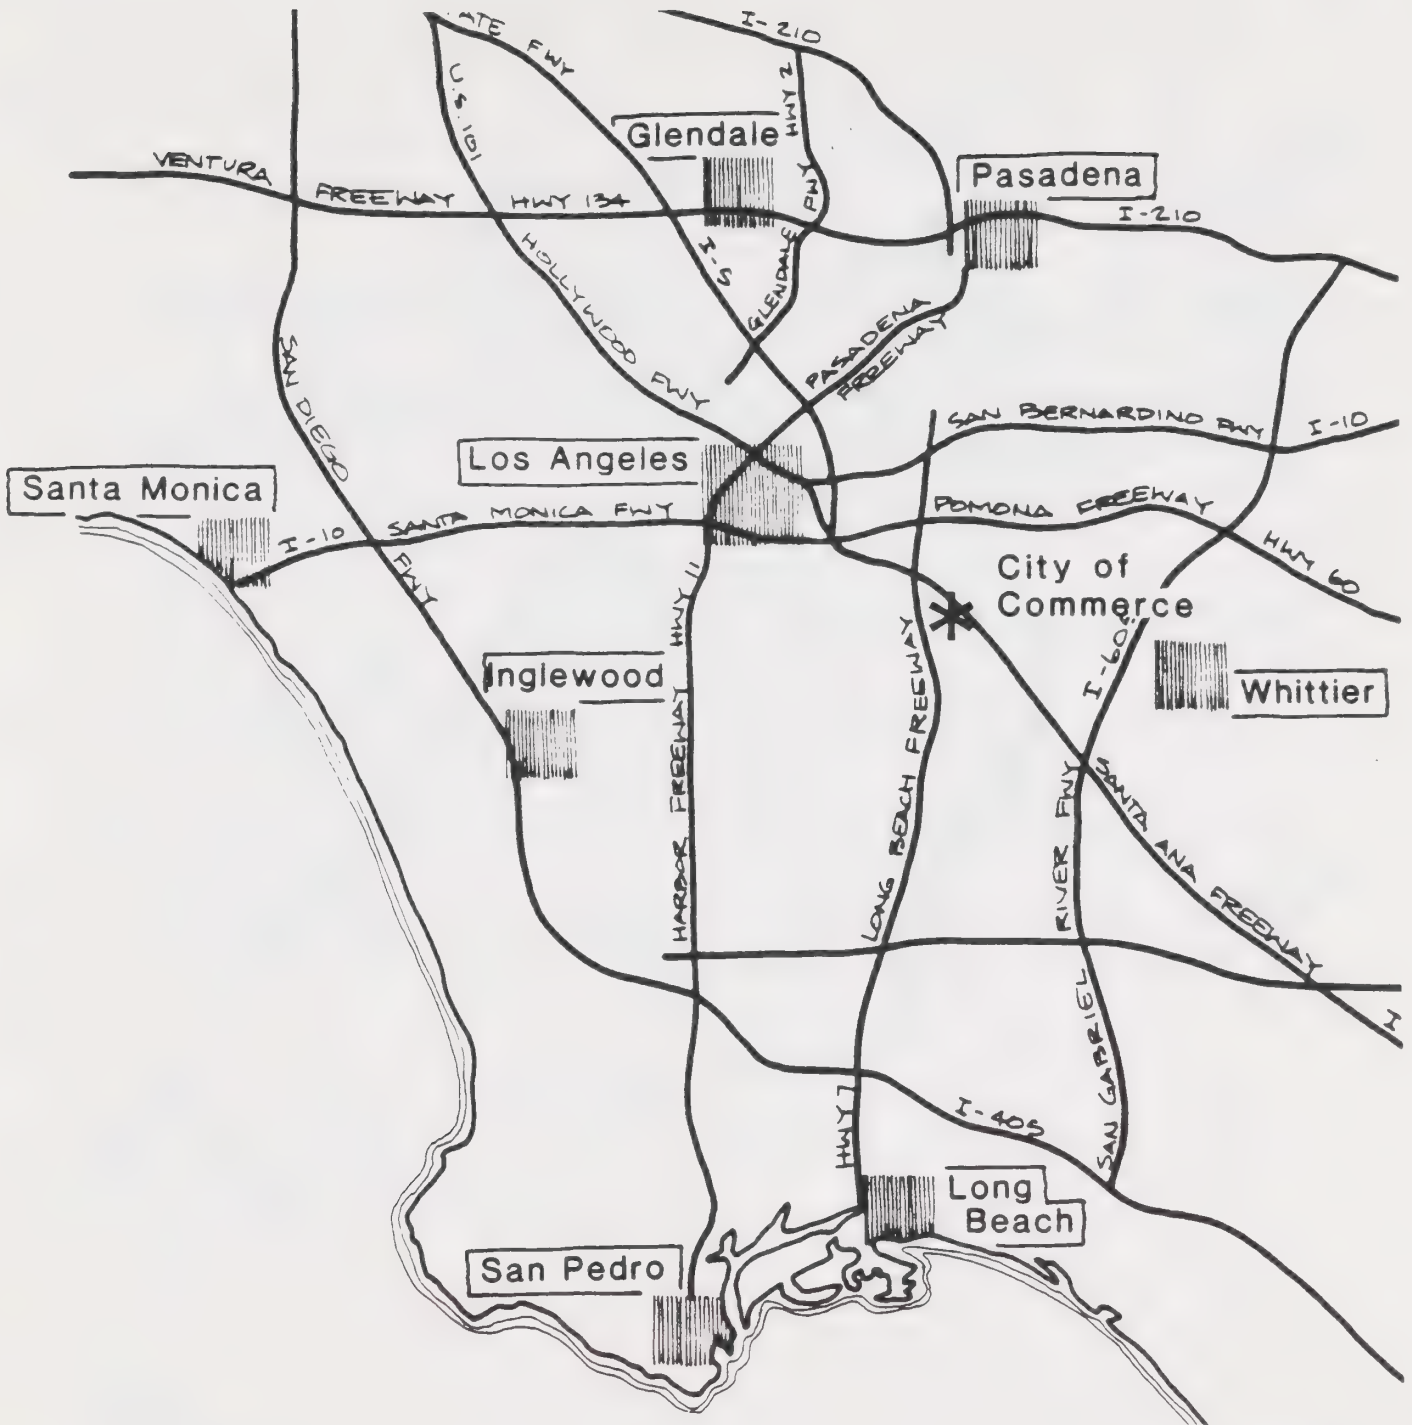 I-210
ATE FWY
U.S. 101
HWY 2
Glendale
VENTURA FREEWAY HWY 134
Pasadena
I-210
I-5
GLENDALE FWY
HOLLYWOOD FWY
PASADENA
FREEWAY
SAN DIEGO FWY
SAN BERNARDINO FWY I-10
Los Angeles
Santa Monica
I-10 SANTA MONICA FWY
POMONA FREEWAY HWY 60
City of
Commerce
I-605
Inglewood
Whittier
HARBOR FREEWAY HWY 11
LONG BEACH FREEWAY
HWY 7
SAN GABRIEL RIVER FWY
SANTA ANA FREEWAY
I
I-405
Long
Beach
San Pedro